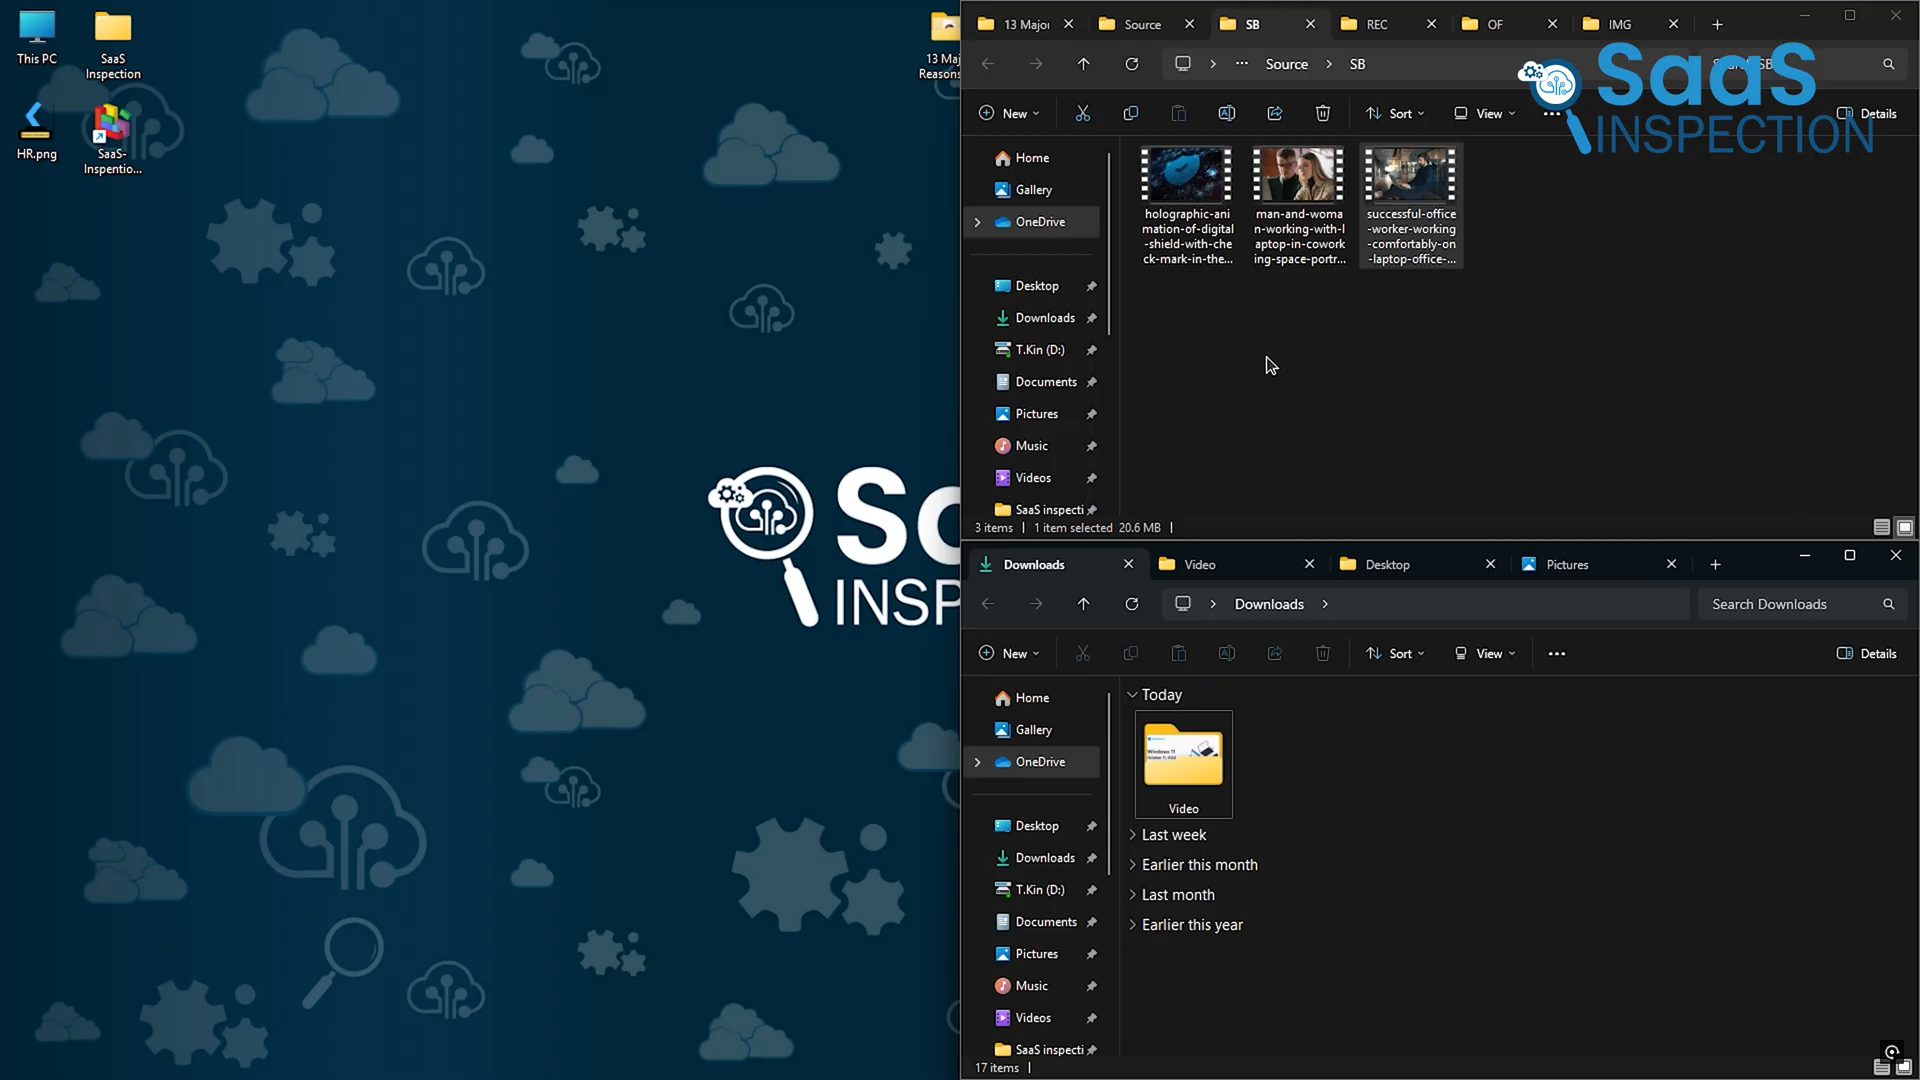 This PC
SaaS
Inspection
HR.png
SaaS-
Inspentio...
13 Maj
Reasons
INSP
13 Major
Source
SB
REC
OF
IMG
Source
SB
SaaS
INSPECTION
New
Sort
View
Details
Home
Gallery
OneDrive
Desktop
Downloads
T.Kin (D:)
Documents
Pictures
Music
Videos
SaaS inspecti
holographic-ani
mation-of-digital
-shield-with-che
ck-mark-in-the...
man-and-woma
n-working-with-l
aptop-in-cowork
ing-space-portr...
successful-office
-worker-working
-comfortably-on
-laptop-office-...
3 items
1 item selected 20.6 MB
Downloads
Video
Desktop
Pictures
Downloads
Search Downloads
New
Sort
View
Details
Home
Gallery
OneDrive
Desktop
Downloads
T.Kin (D:)
Documents
Pictures
Music
Videos
SaaS inspecti
Today
Video
Last week
Earlier this month
Last month
Earlier this year
17 items